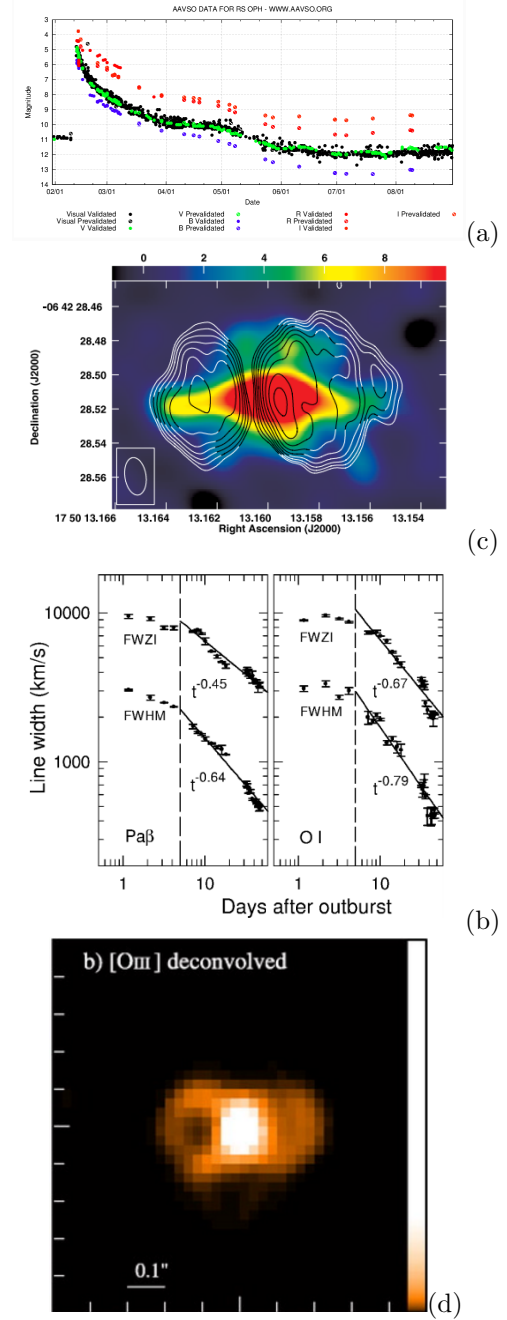 AAVSO DATA FOR RS OPH - WWW.AAVSO.ORG
3
4
5
6
7
8
9
10
11
12
13
14
Magnitude
02/01 03/01 04/01 05/01 06/01 07/01 08/01
Date
Visual Validated V Prevalidated R Validated I Prevalidated
Visual Prevalidated B Validated R Prevalidated
V Validated B Prevalidated I Validated
(a)
0 2 4 6 8
-06 42 28.46
28.48
28.50
28.52
28.54
28.56
Declination (J2000)
17 50 13.166 13.164 13.162 13.160 13.158 13.156 13.154
Right Ascension (J2000)
(c)
10000
1000
Line width (km/s)
FWZI
t^-0.45
FWHM
t^-0.64
Paβ
FWZI
t^-0.67
FWHM
t^-0.79
O I
1 10 1 10
Days after outburst
(b)
b) [OIII] deconvolved
0.1"
(d)